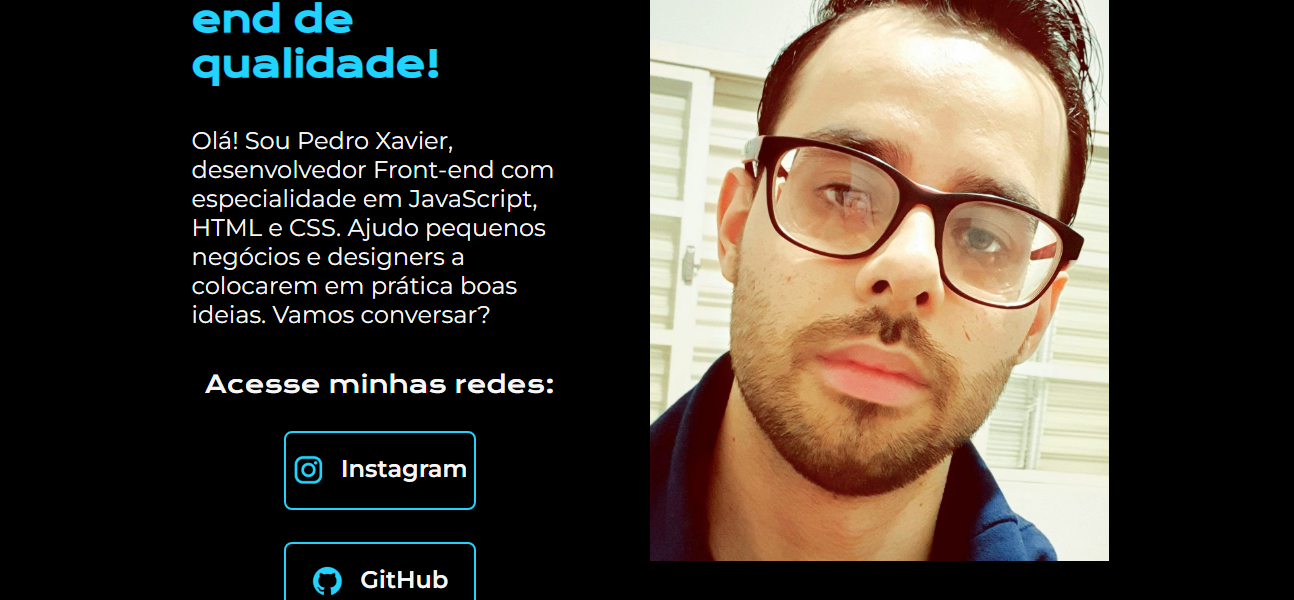 end de
qualidade!
Olá! Sou Pedro Xavier,
desenvolvedor Front-end com
especialidade em JavaScript,
HTML e CSS. Ajudo pequenos
negócios e designers a
colocarem em prática boas
ideias. Vamos conversar?
Acesse minhas redes:
Instagram
GitHub